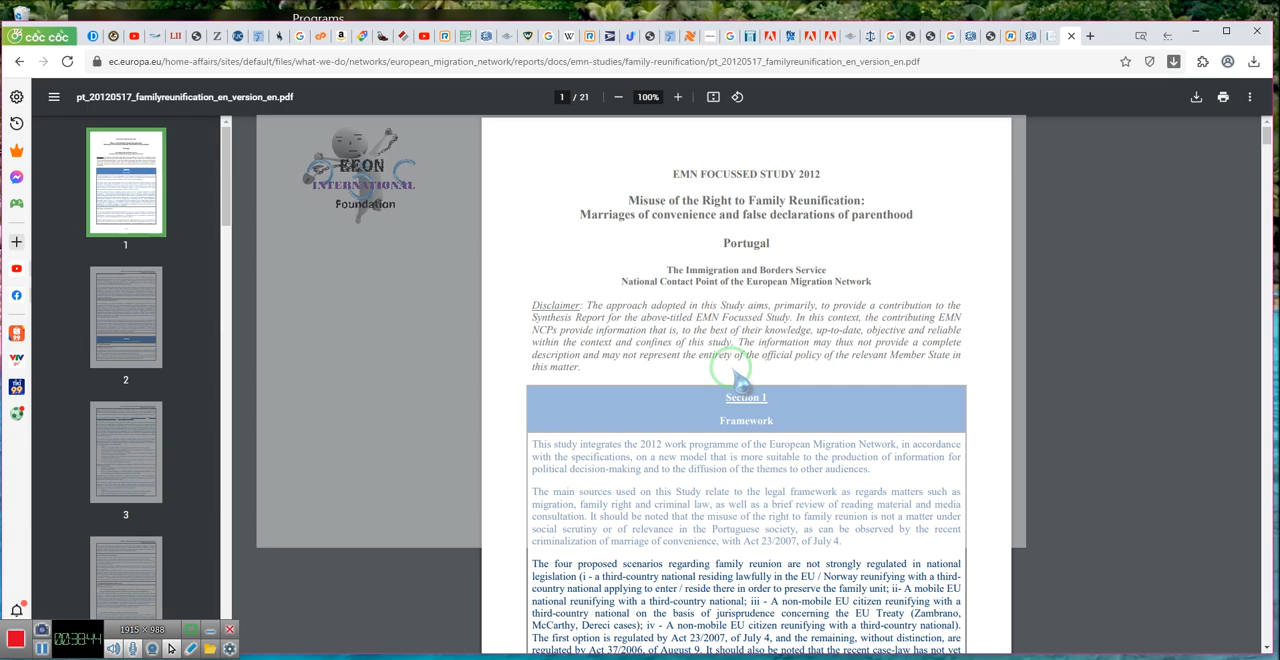 Programs
cốc cốc
ec.europa.eu/home-affairs/sites/default/files/what-we-do/networks/european_migration_network/reports/docs/emn-studies/family-reunification/pt_20120517_familyreunification_en_version_en.pdf
pt_20120517_familyreunification_en_version_en.pdf
1 / 21
100%
EEON
INTERNATIONAL
Foundation
EMN FOCUSSED STUDY 2012
Misuse of the Right to Family Reunification:
Marriages of convenience and false declarations of parenthood
Portugal
The Immigration and Borders Service
National Contact Point of the European Migration Network
Disclaimer: The approach adopted in this Study aims, primarily, to provide a contribution to the
Synthesis Report for the above-titled EMN Focussed Study. In this context, the contributing EMN
NCPs provide information that is, to the best of their knowledge, up-to-date, objective and reliable
within the context and confines of this study. The information may thus not provide a complete
description and may not represent the entirety of the official policy of the relevant Member State in
this matter.
Section 1
Framework
This study integrates the 2012 work programme of the European Migration Network, in accordance
with the specifications, on a new model that is more suitable to the production of information for
political decision-making and to the diffusion of the themes to other audiences.
The main sources used on this Study relate to the legal framework as regards matters such as
migration, family right and criminal law, as well as a brief review of reading material and media
consultation. It should be noted that the misuse of the right to family reunion is not a matter under
social scrutiny or of relevance in the Portuguese society, as can be observed by the recent
criminalization of marriage of convenience, with Act 23/2007, of July 4.
The four proposed scenarios regarding family reunion are not strongly regulated in national
legislation (i - a third-country national residing lawfully in the EU / Norway reunifying with a third-
country national applying to enter / reside there in order to preserve the family unit; ii- A mobile EU
national reunifying with a third-country national; iii - A non-mobile EU citizen reunifying with a
third-country national on the basis of jurisprudence concerning the EU Treaty (Zambrano,
McCarthy, Dereci cases); iv - A non-mobile EU citizen reunifying with a third-country national).
The first option is regulated by Act 23/2007, of July 4, and the remaining, without distinction, are
regulated by Act 37/2006, of August 9. It should also be noted that the recent case-law has not yet
1
2
3
1915 × 988